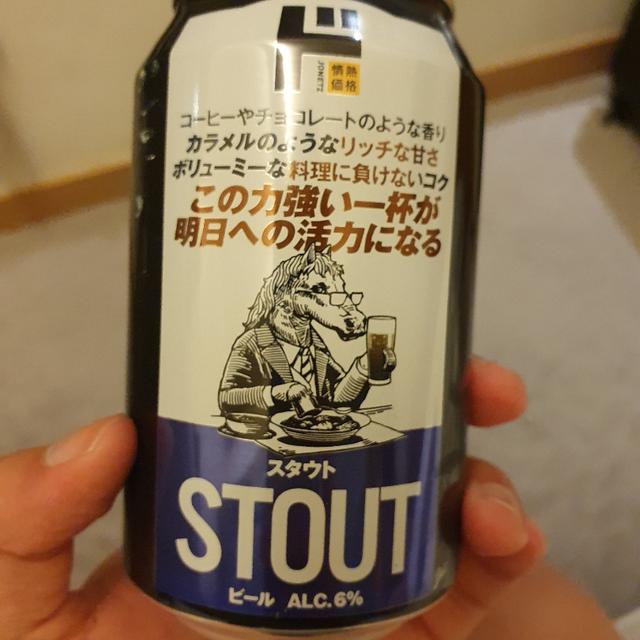 ド
JONETZ
情熱
価格
コーヒーやチョコレートのような香り
カラメルのようなリッチな甘さ
ボリューミーな料理に負けないコク
この力強い一杯が
明日への活力になる
スタウト
STOUT
ビール ALC.6%